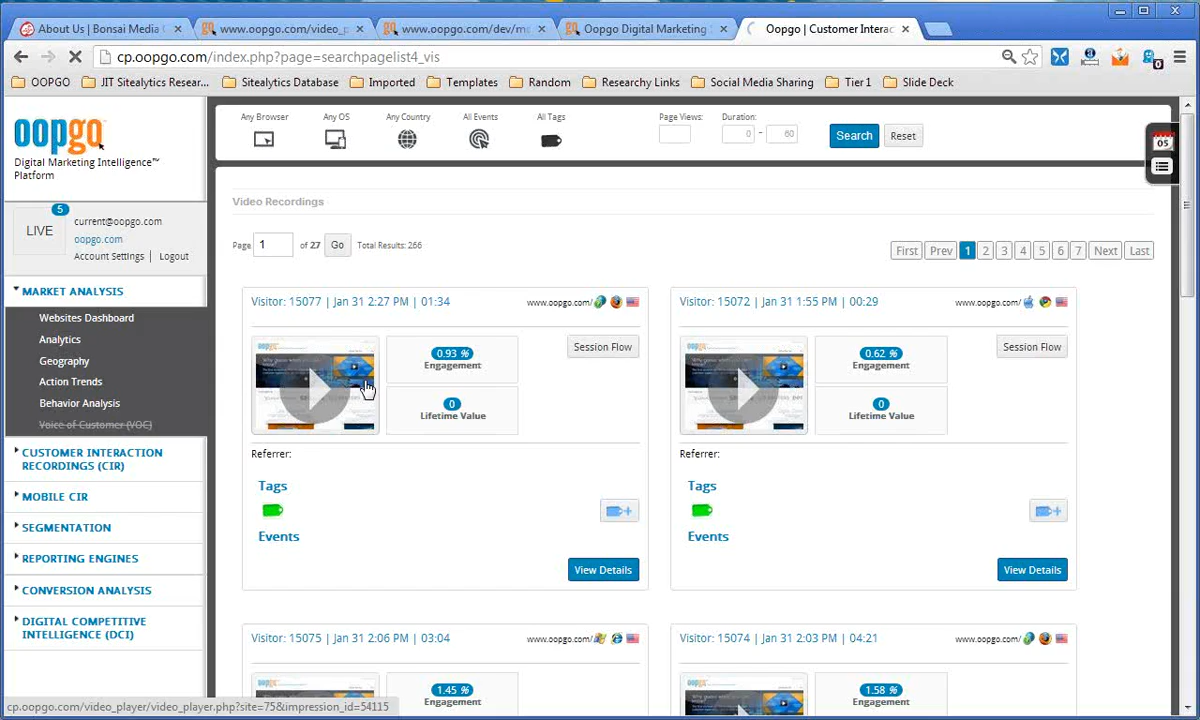 About Us | Bonsai Media G
www.oopgo.com/video_p
www.oopgo.com/dev/m
Oopgo Digital Marketing
Oopgo | Customer Interac
cp.oopgo.com/index.php?page=searchpagelist4_vis
OOPGO
JIT Sitealytics Resear...
Sitealytics Database
Imported
Templates
Random
Researchy Links
Social Media Sharing
Tier 1
Slide Deck
0
oopgo
Digital Marketing Intelligence™
Platform
Any Browser
Any OS
Any Country
All Events
All Tags
Page Views:
Duration:
0 - 60
Search
Reset
05
5
LIVE
current@oopgo.com
oopgo.com
Account Settings | Logout
MARKET ANALYSIS
Websites Dashboard
Analytics
Geography
Action Trends
Behavior Analysis
Voice of Customer (VOC)
CUSTOMER INTERACTION
RECORDINGS (CIR)
MOBILE CIR
SEGMENTATION
REPORTING ENGINES
CONVERSION ANALYSIS
DIGITAL COMPETITIVE
INTELLIGENCE (DCI)
Video Recordings
Page 1 of 27 Go Total Results: 266
First Prev 1 2 3 4 5 6 7 Next Last
Visitor: 15077 | Jan 31 2:27 PM | 01:34
www.oopgo.com/
0.93 %
Engagement
Session Flow
0
Lifetime Value
Referrer:
Tags
Events
View Details
Visitor: 15072 | Jan 31 1:55 PM | 00:29
www.oopgo.com/
0.62 %
Engagement
Session Flow
0
Lifetime Value
Referrer:
Tags
Events
View Details
Visitor: 15075 | Jan 31 2:06 PM | 03:04
www.oopgo.com/
1.45 %
Engagement
Visitor: 15074 | Jan 31 2:03 PM | 04:21
www.oopgo.com/
1.58 %
Engagement
cp.oopgo.com/video_player/video_player.php?site=75&impression_id=54115